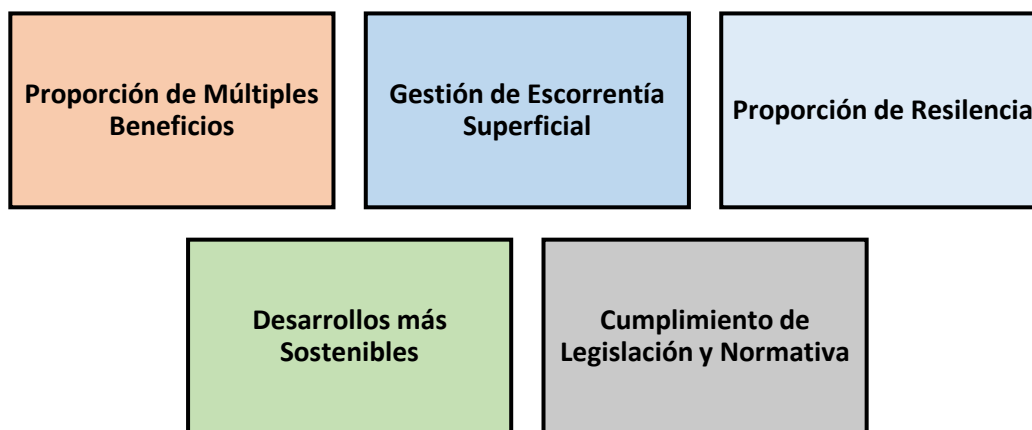 Proporción de Múltiples
Beneficios
Gestión de Escorrentía
Superficial
Proporción de Resilencia
Desarrollos más
Sostenibles
Cumplimiento de
Legislación y Normativa